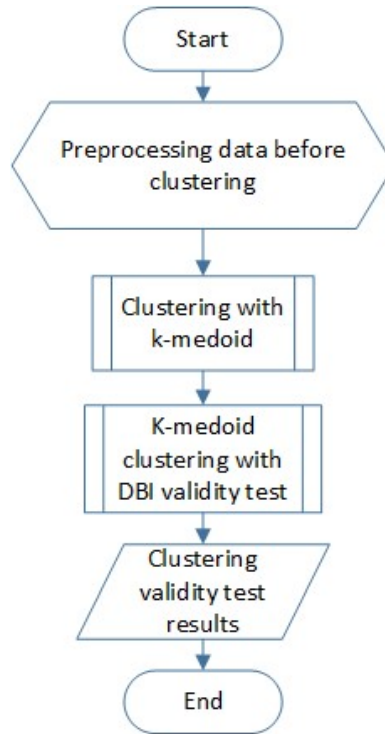 Start
Preprocessing data before
clustering
Clustering with
k-medoid
K-medoid
clustering with
DBI validity test
Clustering
validity test
results
End